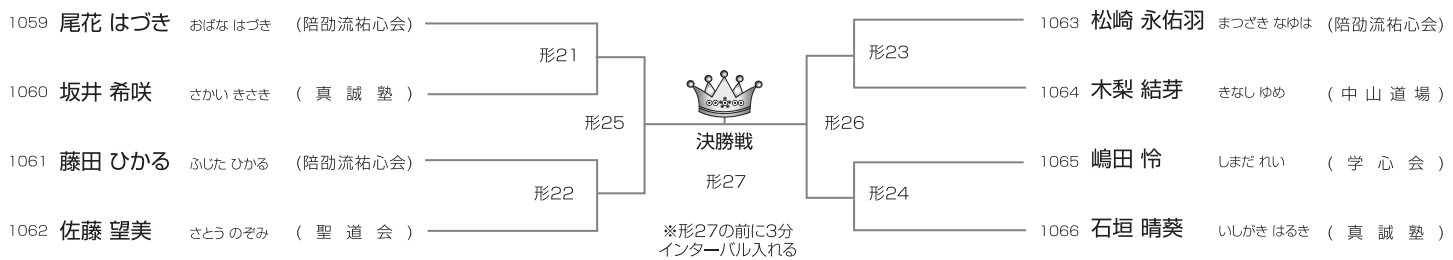 1059 尾花 はづき おばな はづき (陪劭流祐心会)
形21
1060 坂井 希咲 さかい きさき (真誠塾)
形25
1061 藤田 ひかる ふじた ひかる (陪劭流祐心会)
形22
1062 佐藤 望美 さとう のぞみ (聖道会)
決勝戦
形27
※形27の前に3分
インターバル入れる
1063 松崎 永佑羽 まつざき なゆは (陪劭流祐心会)
形23
1064 木梨 結芽 きなし ゆめ (中山道場)
形26
1065 嶋田 怜 しまだ れい (学心会)
形24
1066 石垣 晴葵 いしがき はるき (真誠塾)